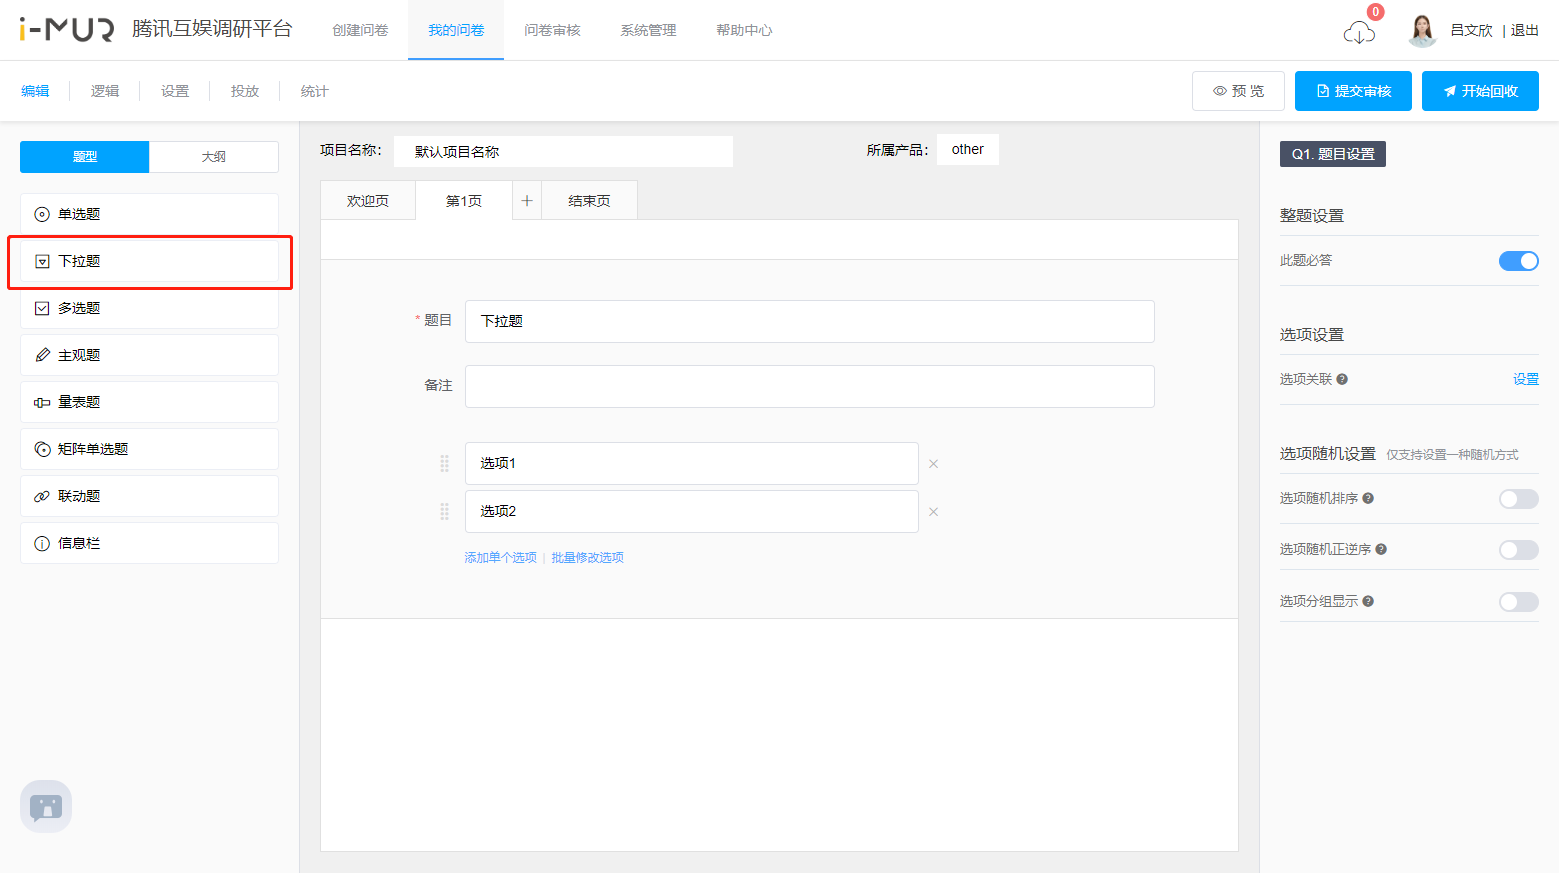 i-MUR 腾讯互娱调研平台 创建问卷 我的问卷 问卷审核 系统管理 帮助中心 0 吕文欣 | 退出
编辑 逻辑 设置 投放 统计 预 览 提交审核 开始回收
题型 大纲
单选题
下拉题
多选题
主观题
量表题
矩阵单选题
联动题
信息栏
项目名称： 默认项目名称 所属产品： other
欢迎页 第1页 + 结束页
* 题目 下拉题
备注
选项1
选项2
添加单个选项 | 批量修改选项
Q1. 题目设置
整题设置
此题必答
选项设置
选项关联 设置
选项随机设置 仅支持设置一种随机方式
选项随机排序
选项随机正逆序
选项分组显示